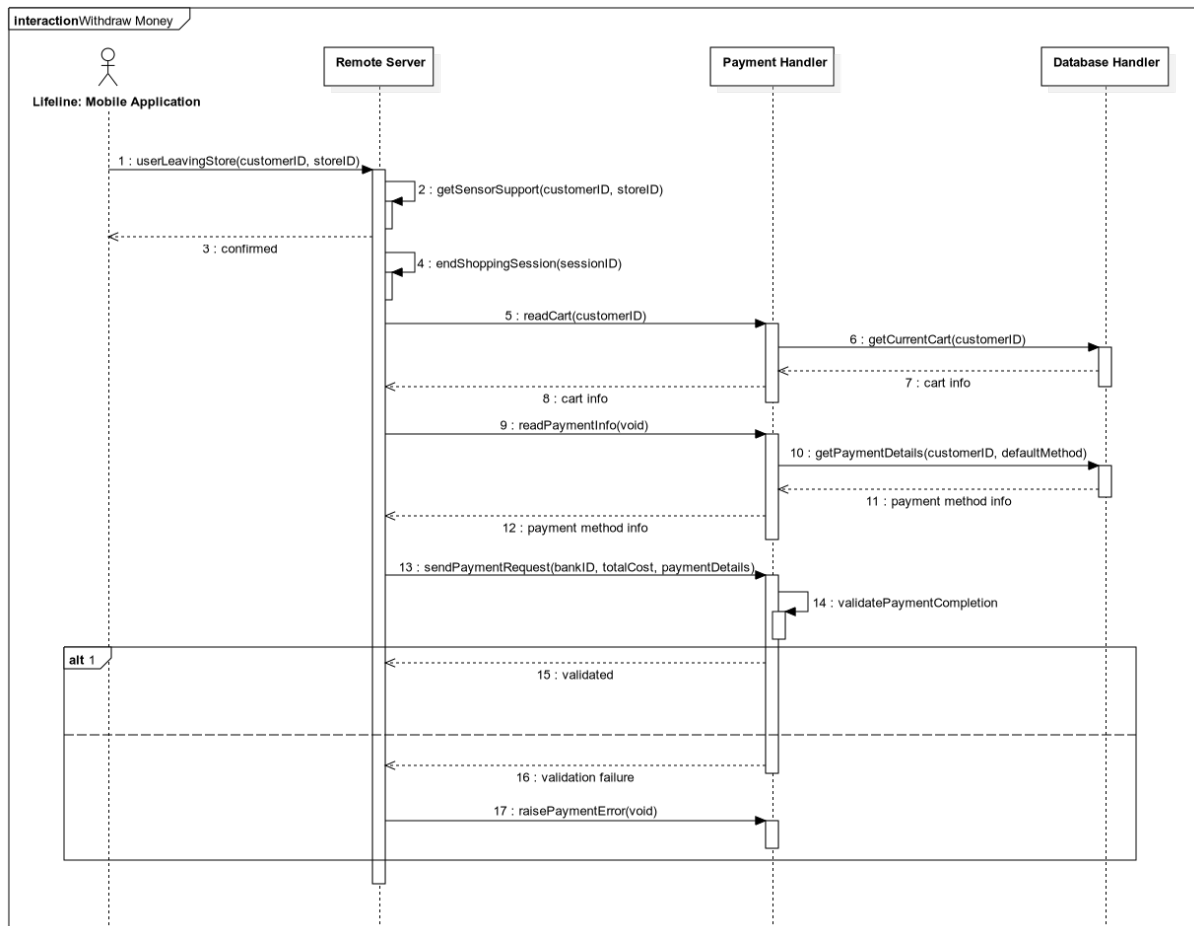 interactionWithdraw Money
Remote Server
Payment Handler
Database Handler
Lifeline: Mobile Application
1 : userLeavingStore(customerID, storeID)
2 : getSensorSupport(customerID, storeID)
3 : confirmed
4 : endShoppingSession(sessionID)
5 : readCart(customerID)
6 : getCurrentCart(customerID)
7 : cart info
8 : cart info
9 : readPaymentInfo(void)
10 : getPaymentDetails(customerID, defaultMethod)
11 : payment method info
12 : payment method info
13 : sendPaymentRequest(bankID, totalCost, paymentDetails)
14 : validatePaymentCompletion
alt 1
15 : validated
16 : validation failure
17 : raisePaymentError(void)